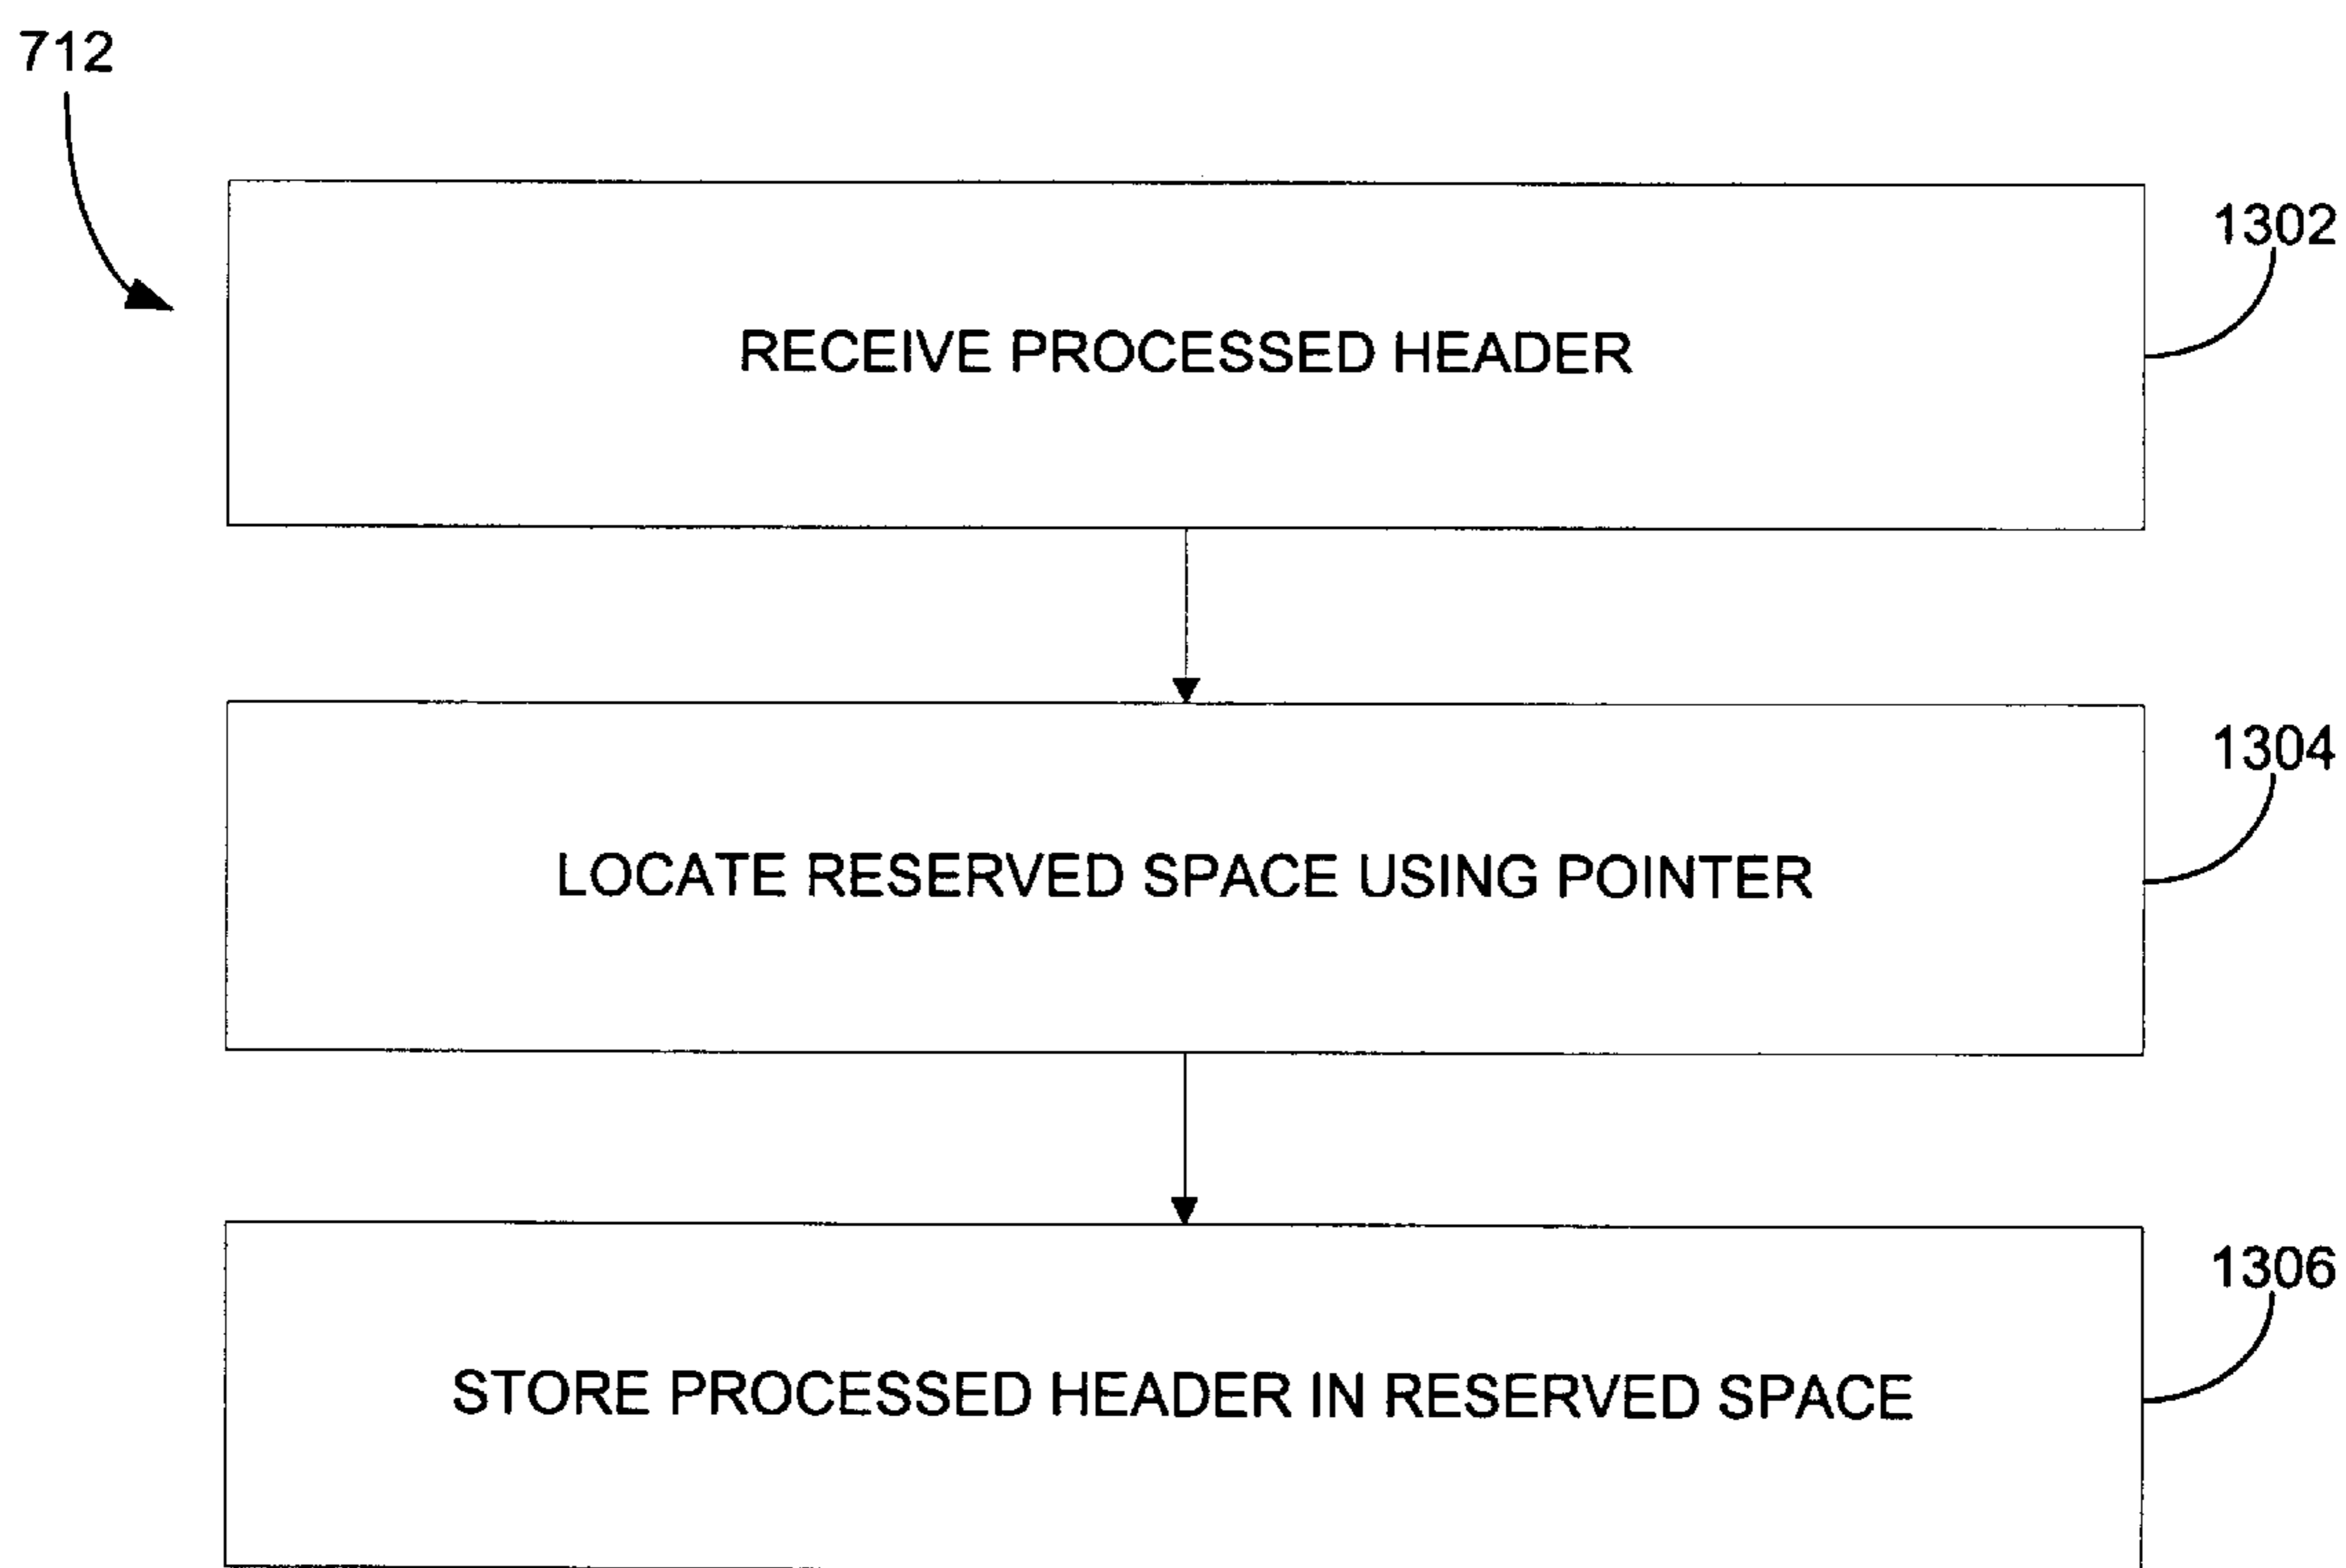 712
1302
RECEIVE PROCESSED HEADER
1304
LOCATE RESERVED SPACE USING POINTER
1306
STORE PROCESSED HEADER IN RESERVED SPACE